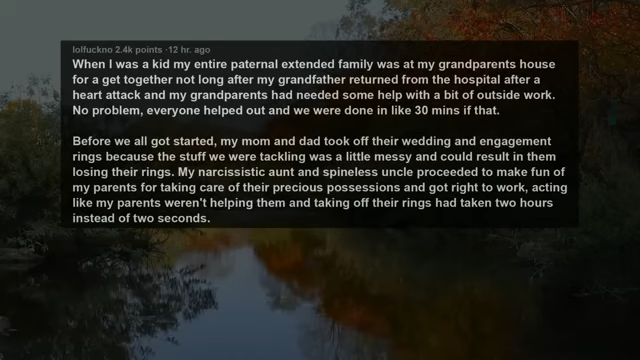 lolfuckno 2.4k points ·12 hr. ago
When I was a kid my entire paternal extended family was at my grandparents house
for a get together not long after my grandfather returned from the hospital after a
heart attack and my grandparents had needed some help with a bit of outside work.
No problem, everyone helped out and we were done in like 30 mins if that.
Before we all got started, my mom and dad took off their wedding and engagement
rings because the stuff we were tackling was a little messy and could result in them
losing their rings. My narcissistic aunt and spineless uncle proceeded to make fun of
my parents for taking care of their precious possessions and got right to work, acting
like my parents weren't helping them and taking off their rings had taken two hours
instead of two seconds.